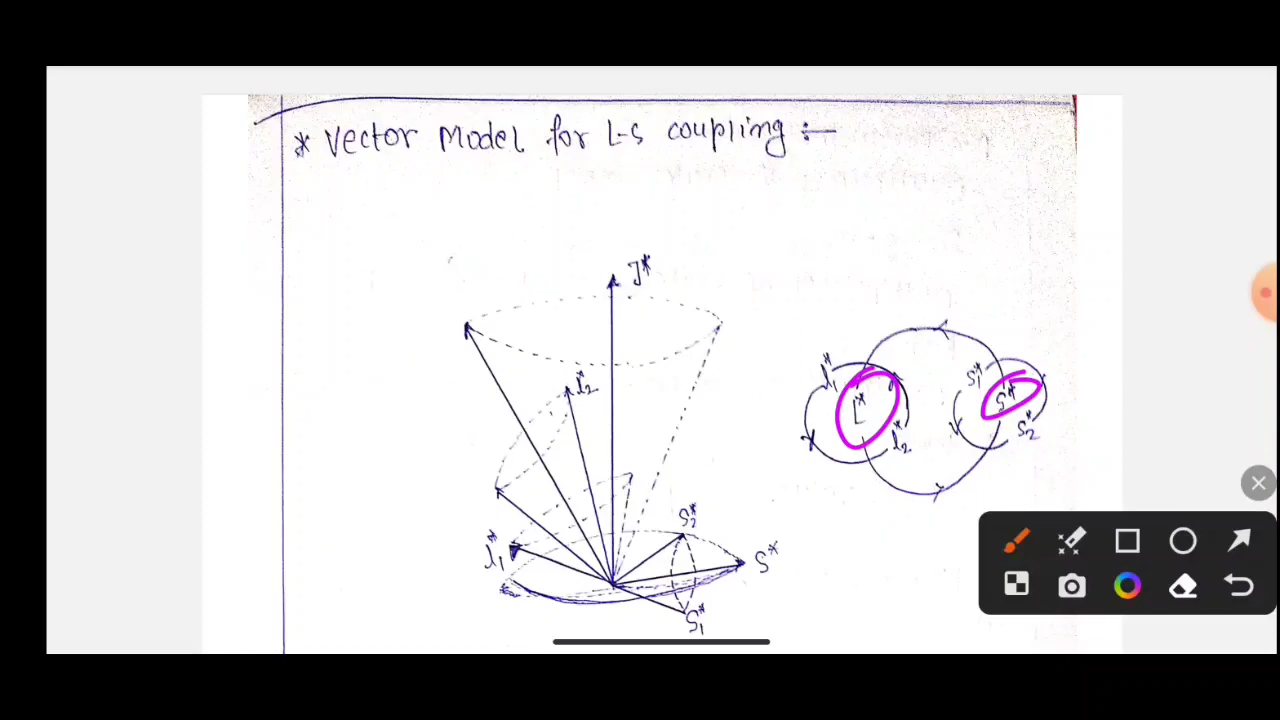 * Vector Model for L-S coupling :-
J*
l2*
l1*
S2*
S*
S1*
l1*
L*
l2*
S1*
S*
S2*